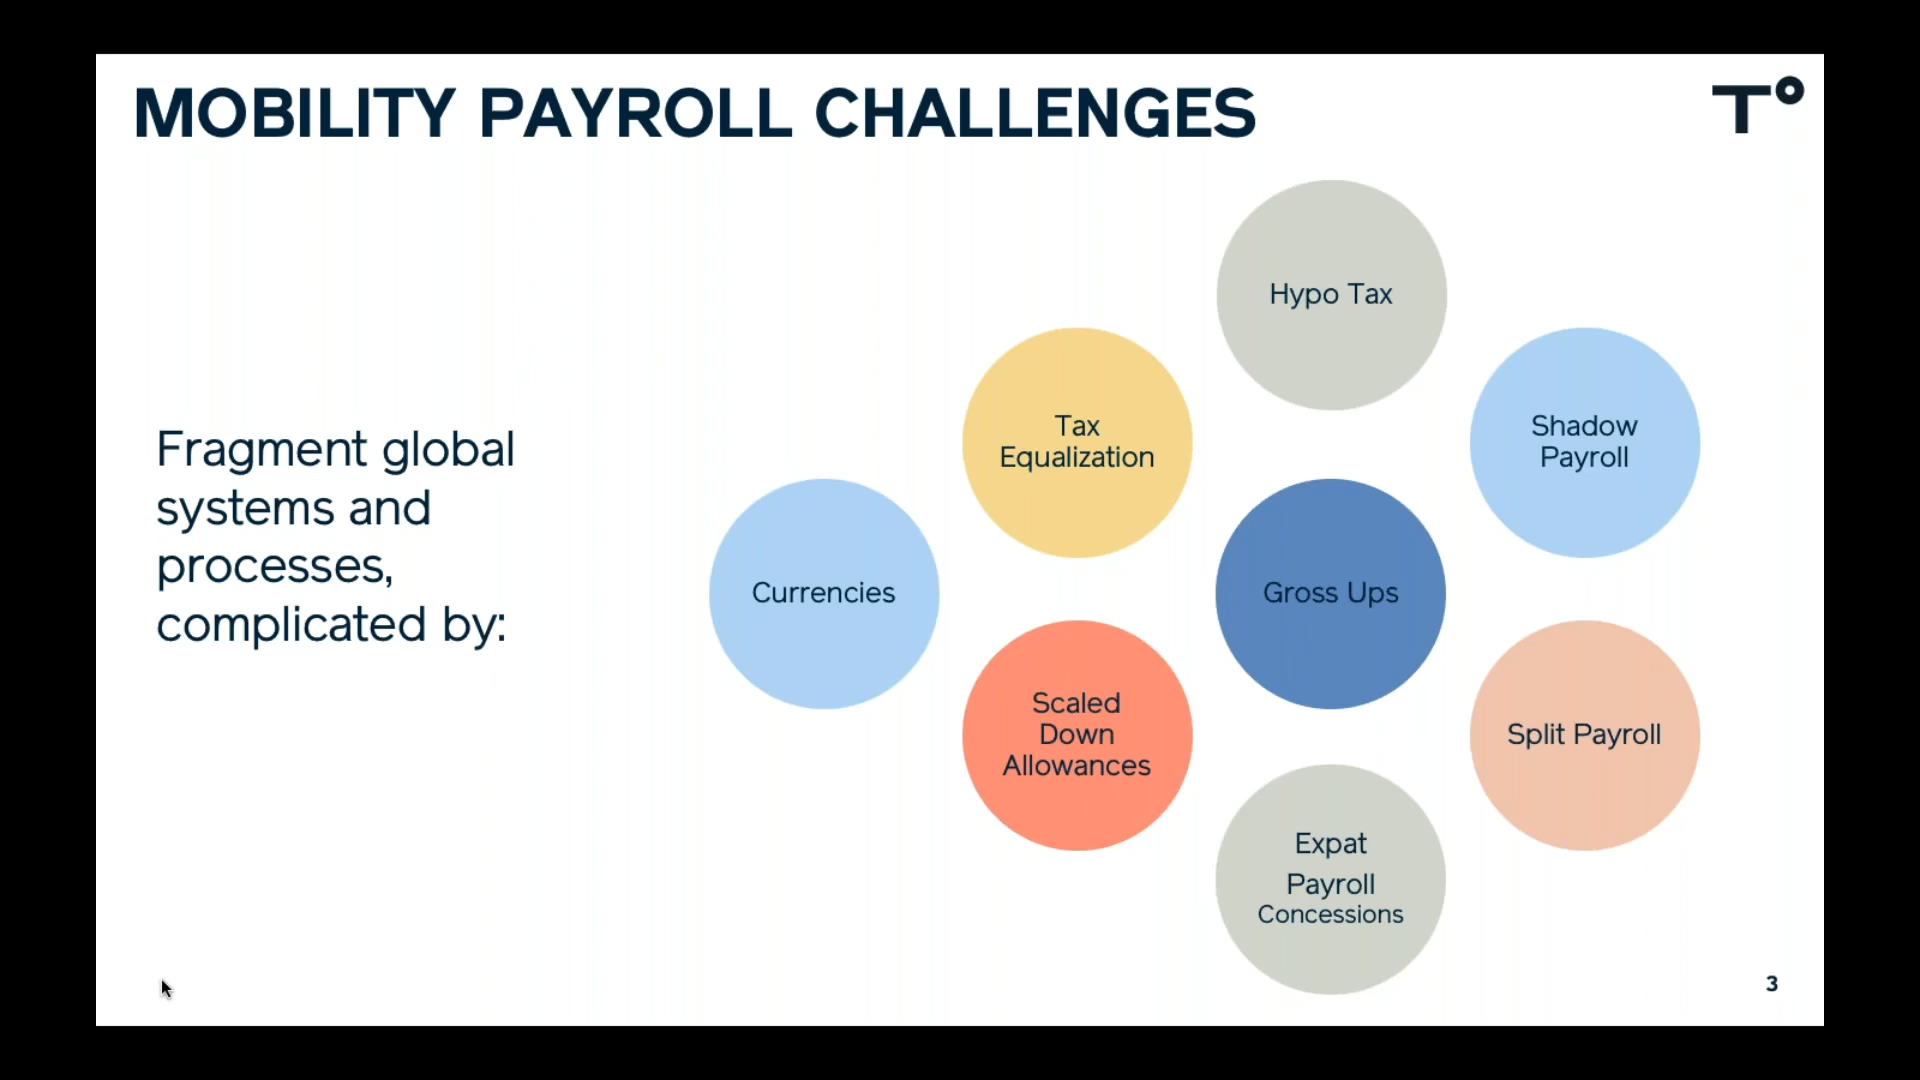 MOBILITY PAYROLL CHALLENGES
T°
Fragment global
systems and
processes,
complicated by:
Hypo Tax
Tax
Equalization
Shadow
Payroll
Currencies
Gross Ups
Scaled
Down
Allowances
Split Payroll
Expat
Payroll
Concessions
3